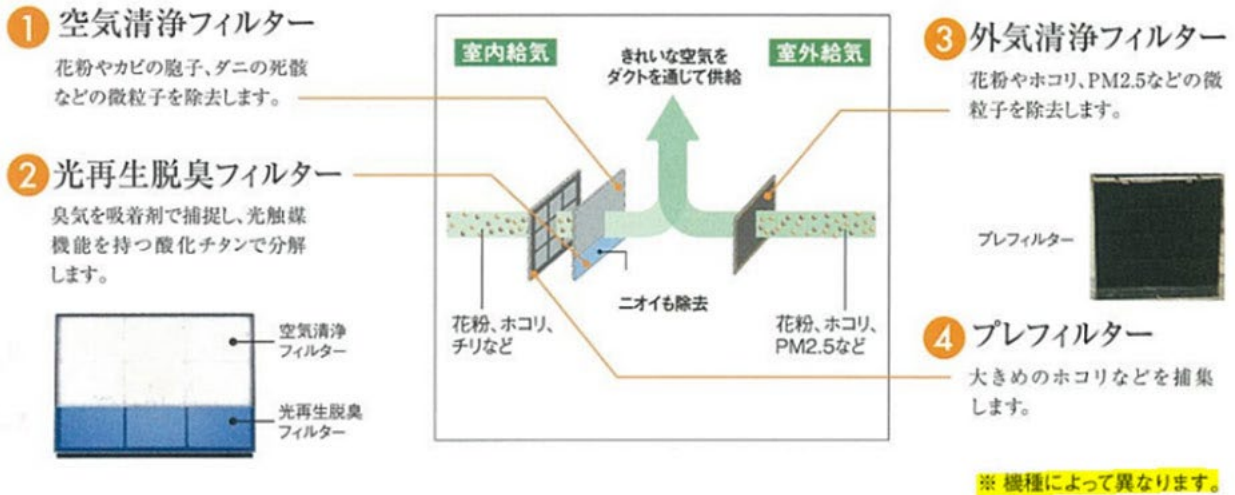 1 空気清浄フィルター
花粉やカビの胞子、ダニの死骸
などの微粒子を除去します。
2 光再生脱臭フィルター
臭気を吸着剤で捕捉し、光触媒
機能を持つ酸化チタンで分解
します。
空気清浄
フィルター
光再生脱臭
フィルター
室内給気
きれいな空気を
ダクトを通じて供給
室外給気
ニオイも除去
花粉、ホコリ、
チリなど
花粉、ホコリ、
PM2.5など
3 外気清浄フィルター
花粉やホコリ、PM2.5などの微
粒子を除去します。
プレフィルター
4 プレフィルター
大きめのホコリなどを捕集
します。
※ 機種によって異なります。